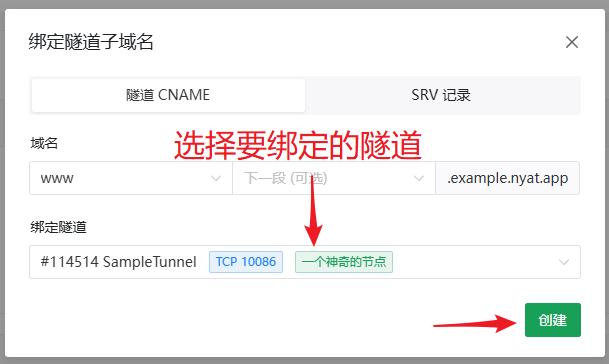 绑定隧道子域名
隧道 CNAME SRV 记录
域名
选择要绑定的隧道
www 下一段 (可选) .example.nyat.app
绑定隧道
#114514 SampleTunnel TCP 10086 一个神奇的节点
创建